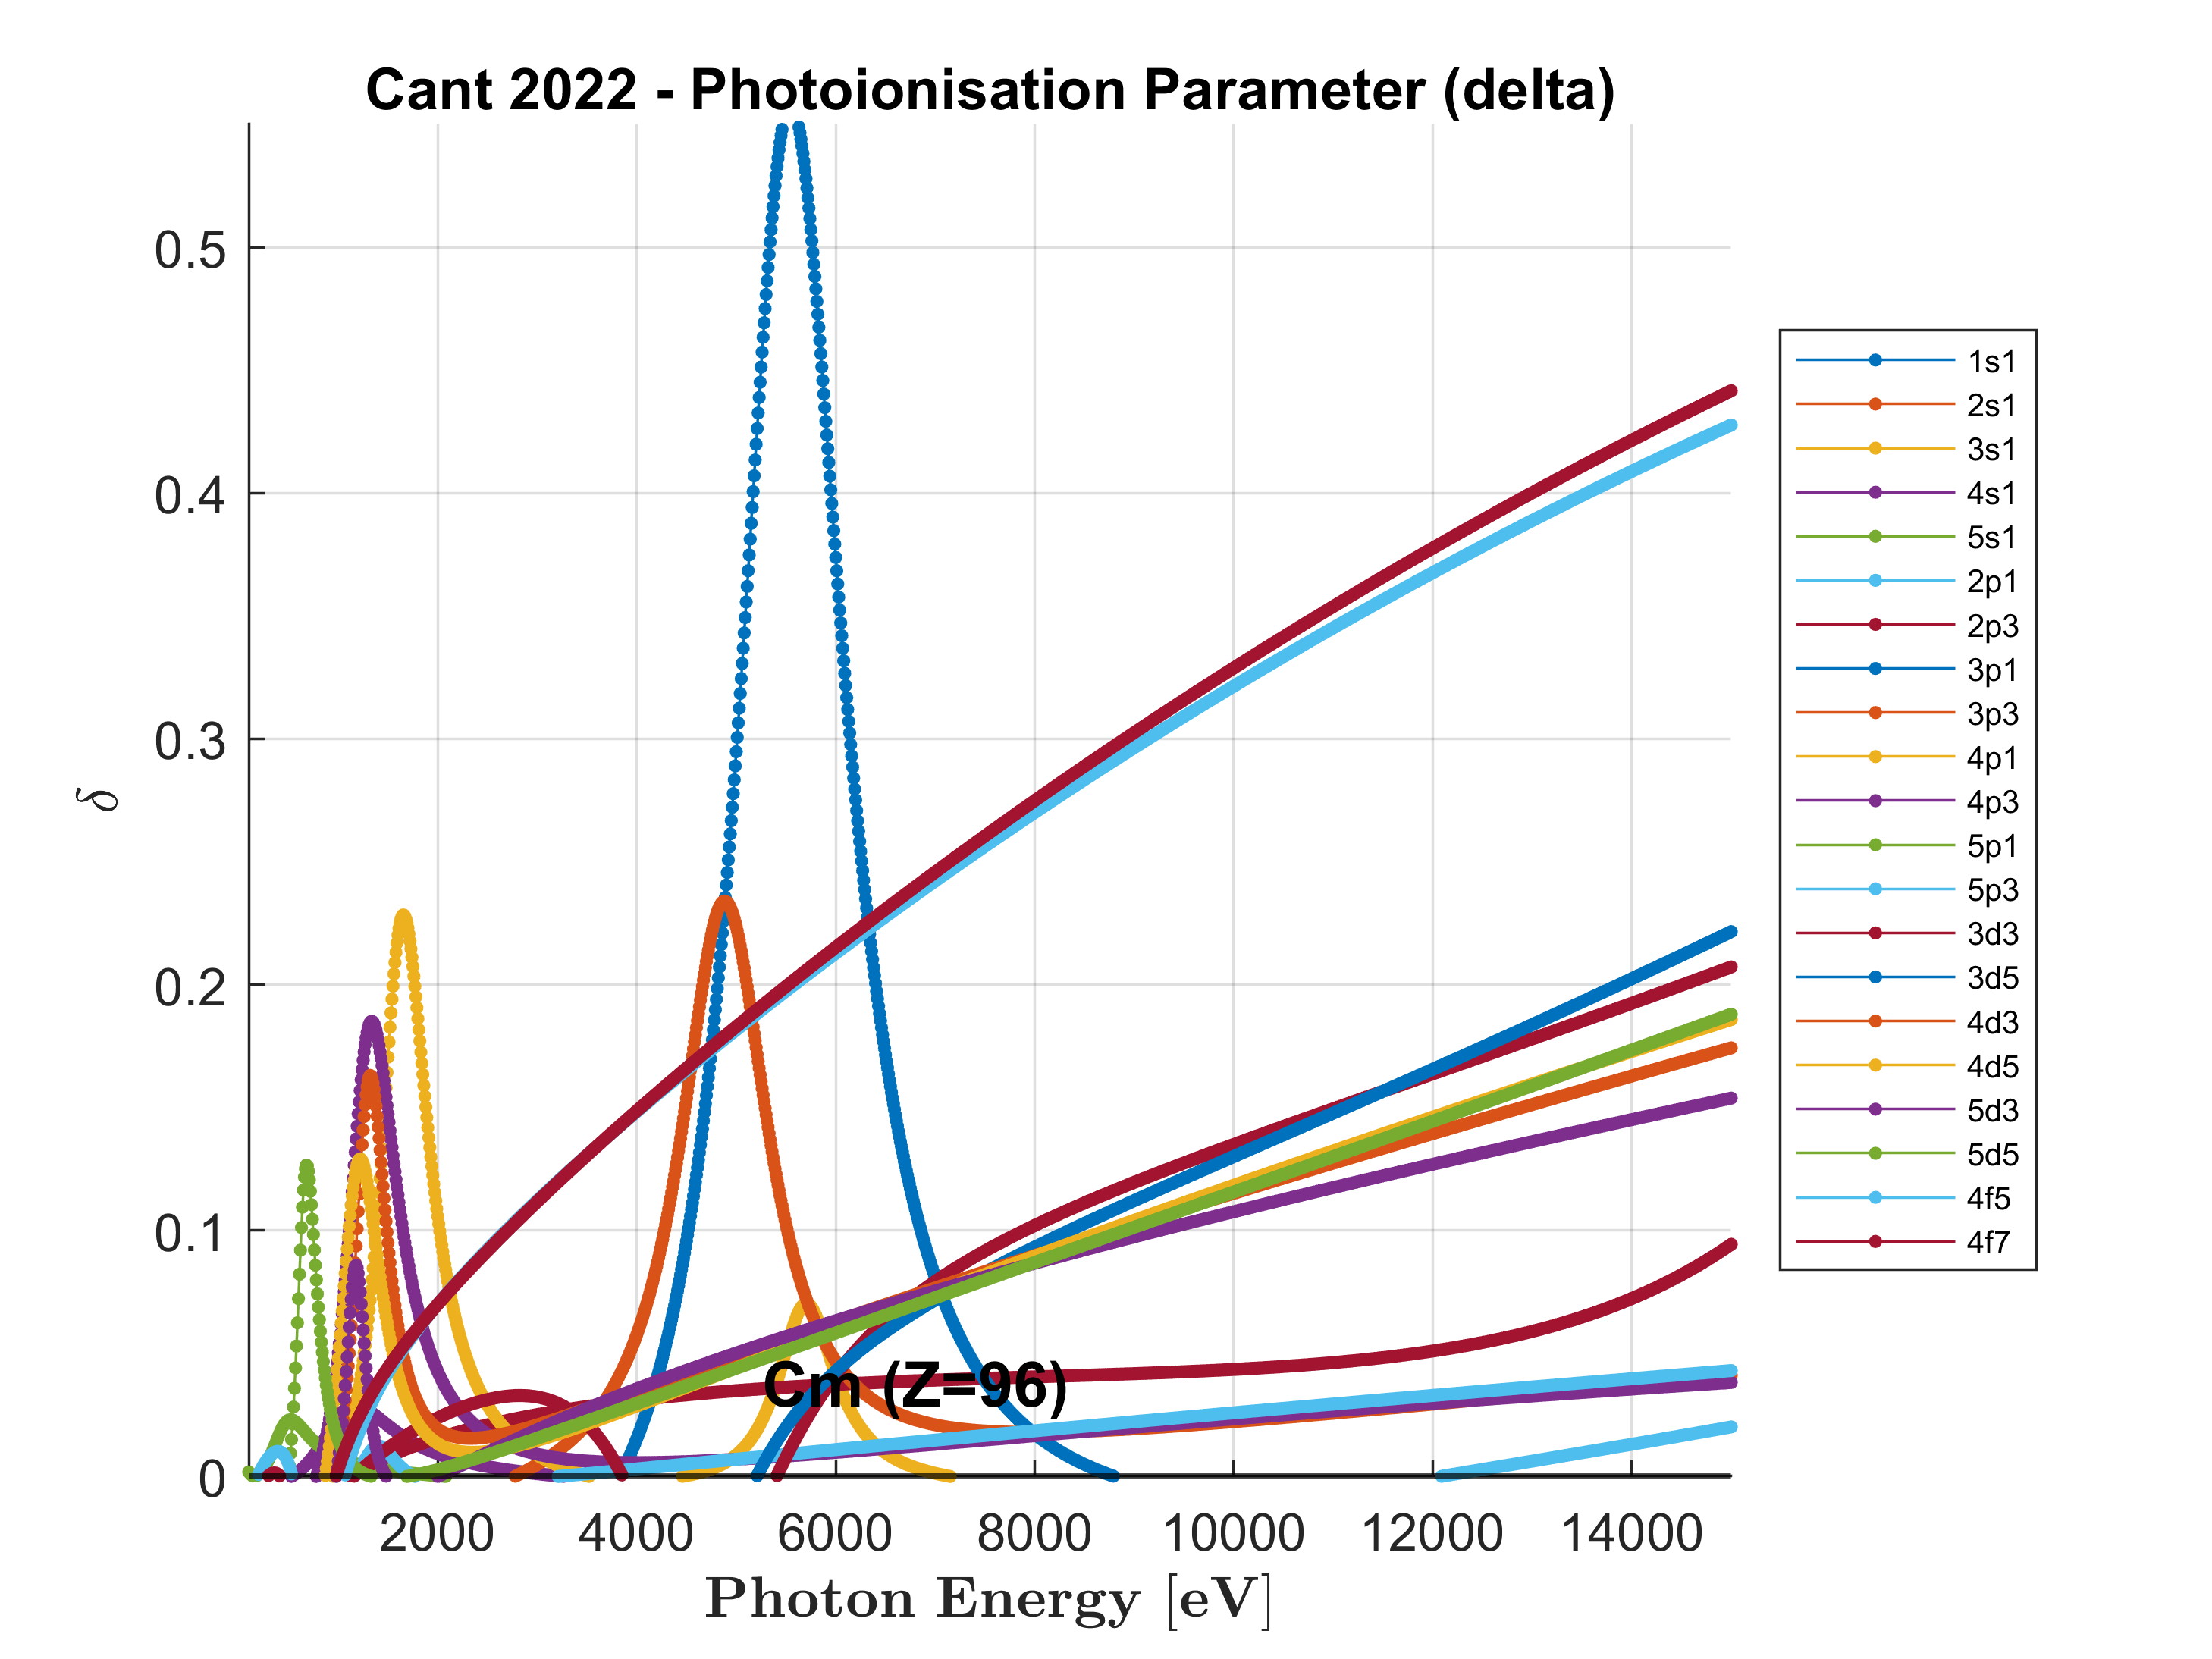 Cant 2022 - Photoionisation Parameter (delta)
0.5
0.4
0.3
0.2
0.1
0
δ
Cm (Z=96)
2000 4000 6000 8000 10000 12000 14000
Photon Energy [eV]
1s1
2s1
3s1
4s1
5s1
2p1
2p3
3p1
3p3
4p1
4p3
5p1
5p3
3d3
3d5
4d3
4d5
5d3
5d5
4f5
4f7